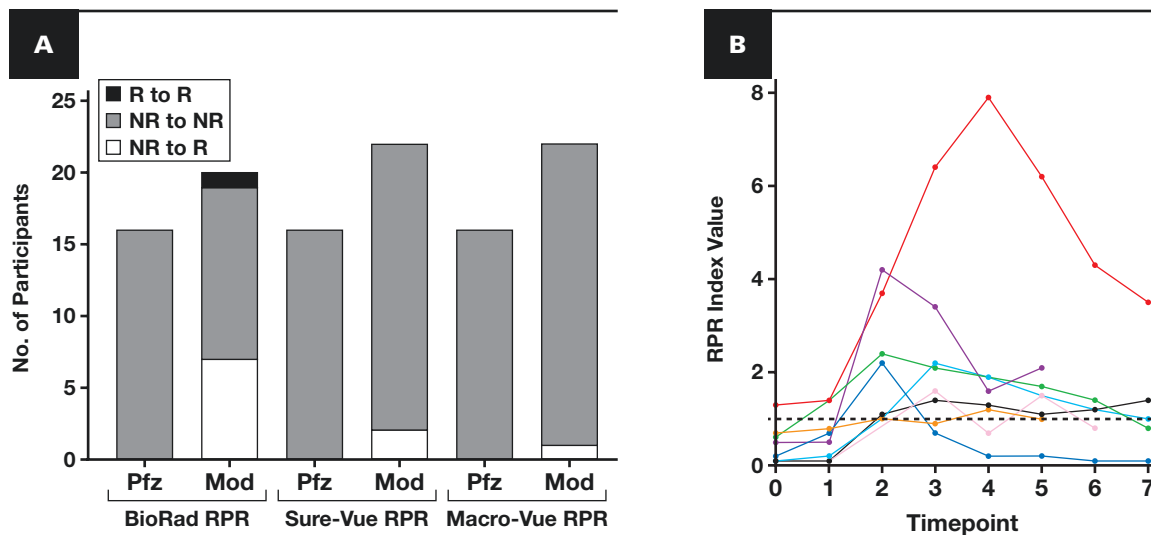 A
R to R
NR to NR
NR to R
25
20
15
10
5
0
No. of Participants
Pfz Mod Pfz Mod Pfz Mod
BioRad RPR Sure-Vue RPR Macro-Vue RPR
B
8
6
4
2
0
RPR Index Value
0 1 2 3 4 5 6 7
Timepoint